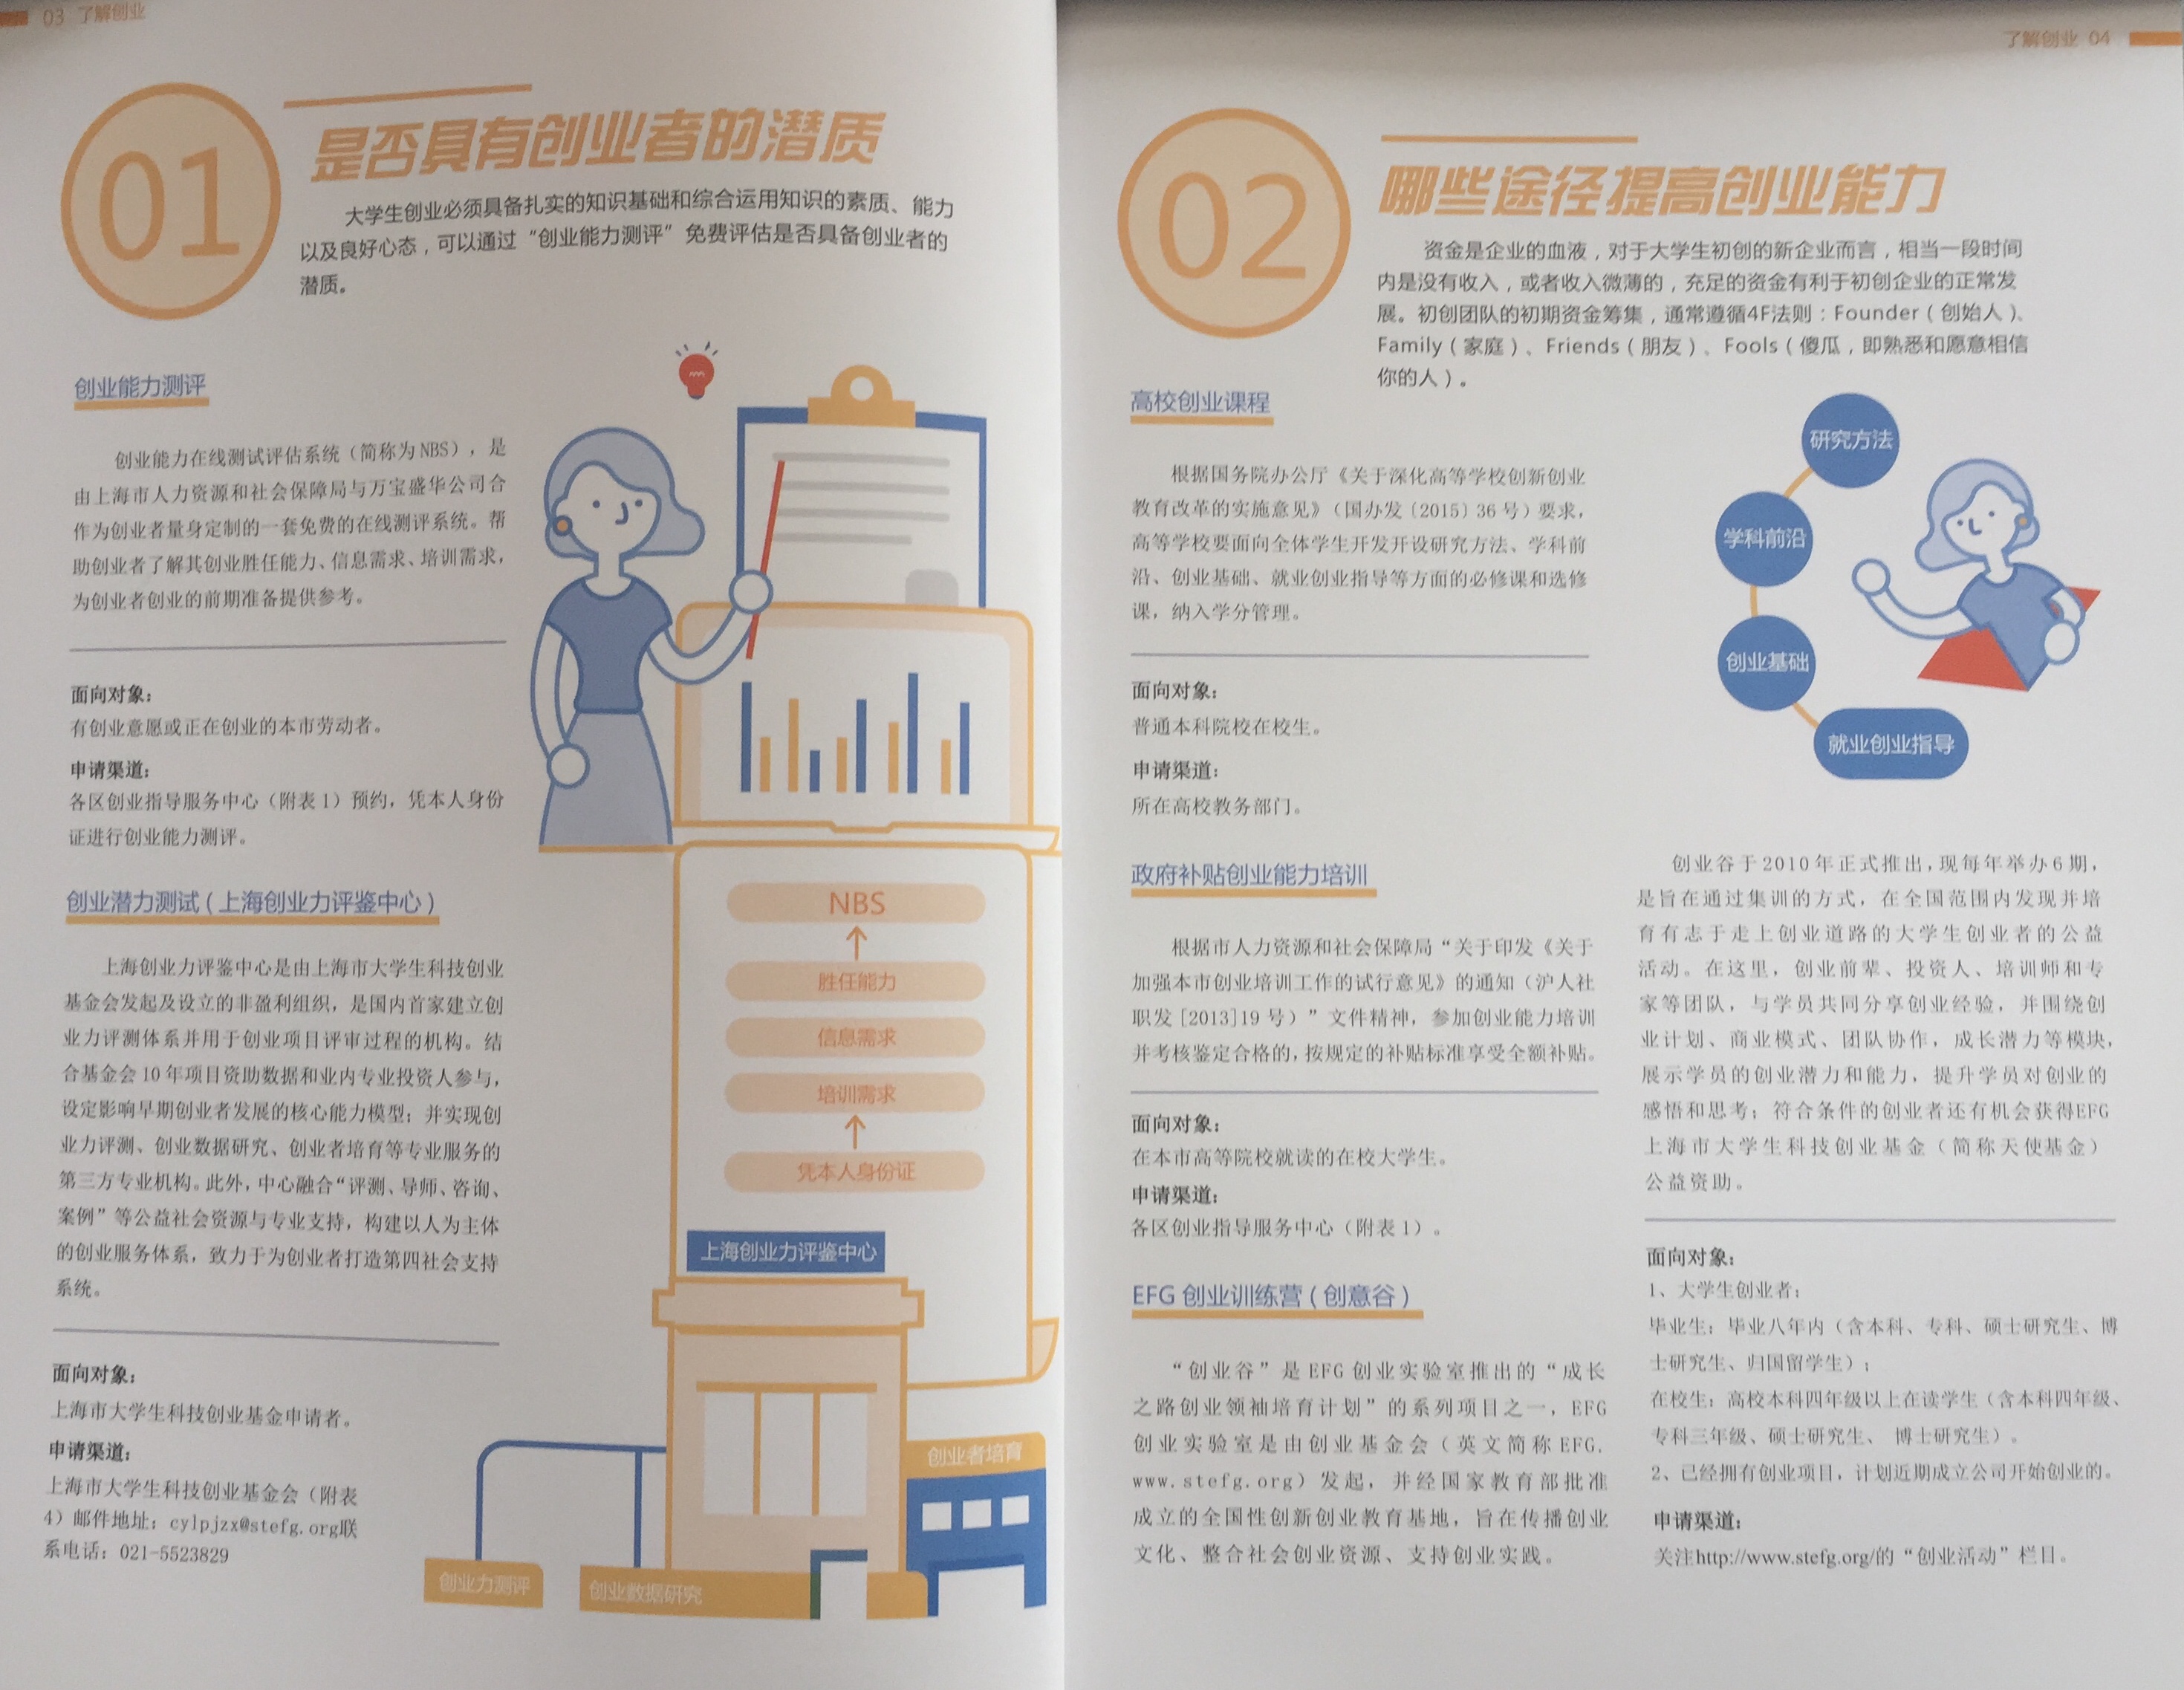 03 了解创业
01
是否具有创业者的潜质
大学生创业必须具备扎实的知识基础和综合运用知识的素质、能力
以及良好心态，可以通过“创业能力测评”免费评估是否具备创业者的
潜质。
创业能力测评
创业能力在线测试评估系统（简称为NBS），是
由上海市人力资源和社会保障局与万宝盛华公司合
作为创业者量身定制的一套免费的在线测评系统。帮
助创业者了解其创业胜任能力、信息需求、培训需求，
为创业者创业的前期准备提供参考。
面向对象：
有创业意愿或正在创业的本市劳动者。
申请渠道：
各区创业指导服务中心（附表1）预约，凭本人身份
证进行创业能力测评。
创业潜力测试(上海创业力评鉴中心)
上海创业力评鉴中心是由上海市大学生科技创业
基金会发起及设立的非盈利组织，是国内首家建立创
业力评测体系并用于创业项目评审过程的机构。结
合基金会10年项目资助数据和业内专业投资人参与，
设定影响早期创业者发展的核心能力模型；并实现创
业力评测、创业数据研究、创业者培育等专业服务的
第三方专业机构。此外，中心融合“评测、导师、咨询、
案例”等公益社会资源与专业支持，构建以人为主体
的创业服务体系，致力于为创业者打造第四社会支持
系统。
面向对象：
上海市大学生科技创业基金申请者。
申请渠道：
上海市大学生科技创业基金会（附表
4）邮件地址：cylpjzx@stefg.org联
系电话：021-5523829
NBS
胜任能力
信息需求
培训需求
凭本人身份证
上海创业力评鉴中心
创业者培育
创业力测评
创业数据研究
了解创业 04
02
哪些途径提高创业能力
资金是企业的血液，对于大学生初创的新企业而言，相当一段时间
内是没有收入，或者收入微薄的，充足的资金有利于初创企业的正常发
展。初创团队的初期资金筹集，通常遵循4F法则：Founder（创始人）、
Family（家庭）、Friends（朋友）、Fools（傻瓜，即熟悉和愿意相信
你的人）。
高校创业课程
根据国务院办公厅《关于深化高等学校创新创业
教育改革的实施意见》（国办发〔2015〕36号）要求，
高等学校要面向全体学生开发开设研究方法、学科前
沿、创业基础、就业创业指导等方面的必修课和选修
课，纳入学分管理。
面向对象：
普通本科院校在校生。
申请渠道：
所在高校教务部门。
研究方法
学科前沿
创业基础
就业创业指导
政府补贴创业能力培训
根据市人力资源和社会保障局“关于印发《关于
加强本市创业培训工作的试行意见》的通知（沪人社
职发[2013]19号）”文件精神，参加创业能力培训
并考核鉴定合格的，按规定的补贴标准享受全额补贴。
面向对象：
在本市高等院校就读的在校大学生。
申请渠道：
各区创业指导服务中心（附表1）。
EFG 创业训练营(创意谷)
“创业谷”是EFG创业实验室推出的“成长
之路创业领袖培育计划”的系列项目之一，EFG
创业实验室是由创业基金会（英文简称EFG.
www.stefg.org）发起，并经国家教育部批准
成立的全国性创新创业教育基地，旨在传播创业
文化、整合社会创业资源、支持创业实践。
创业谷于2010年正式推出，现每年举办6期，
是旨在通过集训的方式，在全国范围内发现并培
育有志于走上创业道路的大学生创业者的公益
活动。在这里，创业前辈、投资人、培训师和专
家等团队，与学员共同分享创业经验，并围绕创
业计划、商业模式、团队协作，成长潜力等模块，
展示学员的创业潜力和能力，提升学员对创业的
感悟和思考；符合条件的创业者还有机会获得EFG
上海市大学生科技创业基金（简称天使基金）
公益资助。
面向对象：
1、大学生创业者：
毕业生：毕业八年内（含本科、专科、硕士研究生、博
士研究生、归国留学生）；
在校生：高校本科四年级以上在读学生（含本科四年级、
专科三年级、硕士研究生、 博士研究生）。
2、已经拥有创业项目，计划近期成立公司开始创业的。
申请渠道：
关注http://www.stefg.org/的“创业活动”栏目。